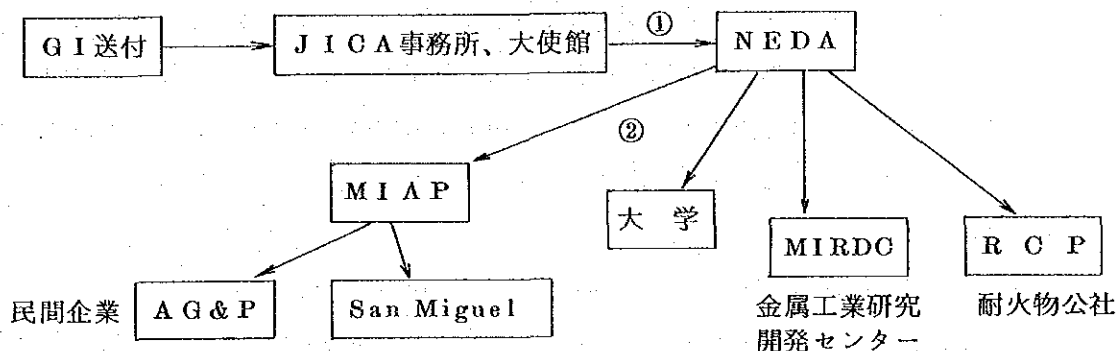 GI送付
JICA事務所、大使館
①
NEDA
②
MIAP
大学
MIRDC
RCP
民間企業
AG&P
San Miguel
金属工業研究
開発センター
耐火物公社